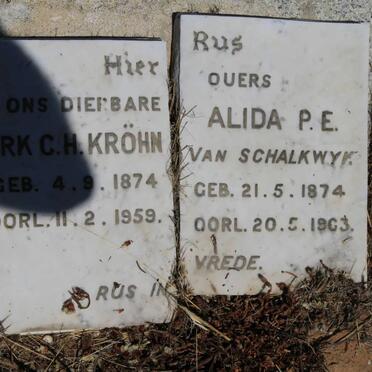 Hier
ONS DIERBARE
RK C.H. KRÖHN
GEB. 4.9.1874
OORL. 11.2.1959.
RUS IN
Rus
OUERS
ALIDA P.E.
VAN SCHALKWYK
GEB. 21.5.1874
OORL. 20.5.1963.
VREDE.